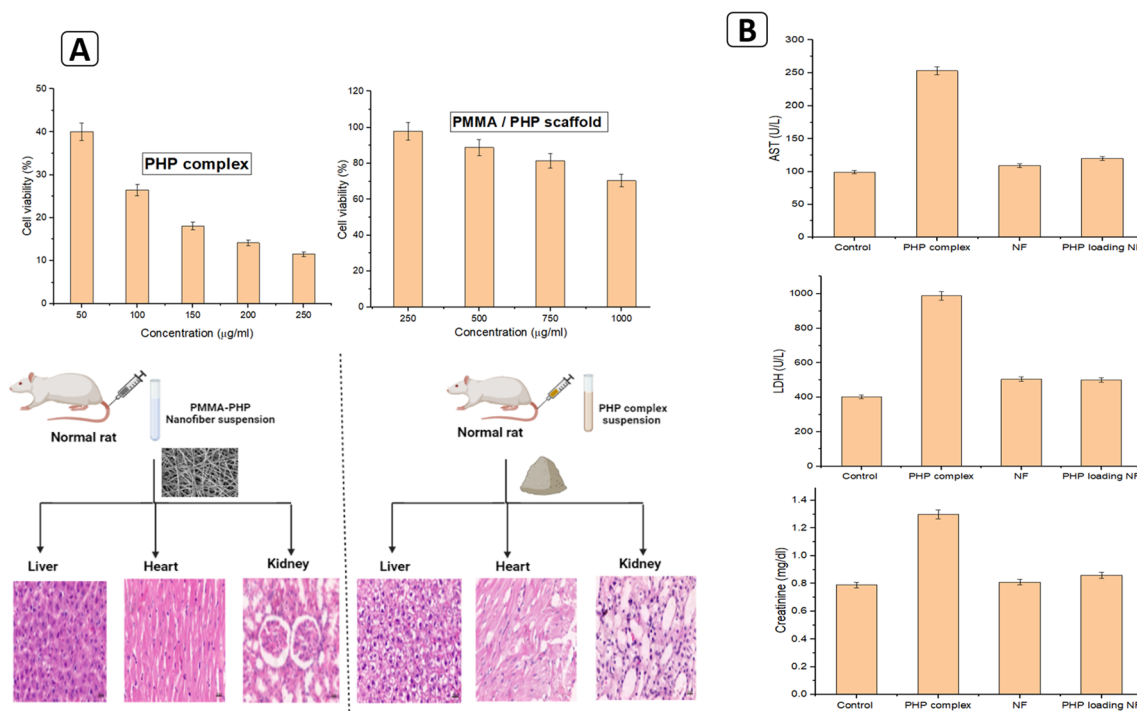 A
50
40
30
20
10
0
Cell viability (%)
PHP complex
50 100 150 200 250
Concentration (μg/ml)
120
100
80
60
40
20
0
Cell viability (%)
PMMA / PHP scaffold
250 500 750 1000
Concentration (μg/ml)
Normal rat
PMMA-PHP
Nanofiber suspension
Liver
Heart
Kidney
Normal rat
PHP complex
suspension
Liver
Heart
Kidney
B
300
250
200
150
100
50
0
AST (U/L)
Control PHP complex NF PHP loading NF
1000
800
600
400
200
0
LDH (U/L)
Control PHP complex NF PHP loading NF
1.4
1.2
1.0
0.8
0.6
0.4
0.2
0.0
Creatinine (mg/dl)
Control PHP complex NF PHP loading NF